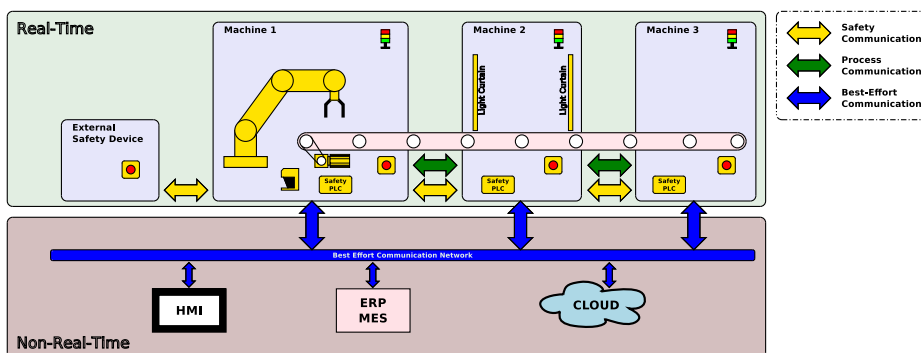 Real-Time
Machine 1
Machine 2
Machine 3
Light Curtain
Light Curtain
External
Safety Device
Safety
PLC
Safety
PLC
Safety
PLC
Best Effort Communication Network
HMI
ERP
MES
CLOUD
Non-Real-Time
Safety
Communication
Process
Communication
Best-Effort
Communication